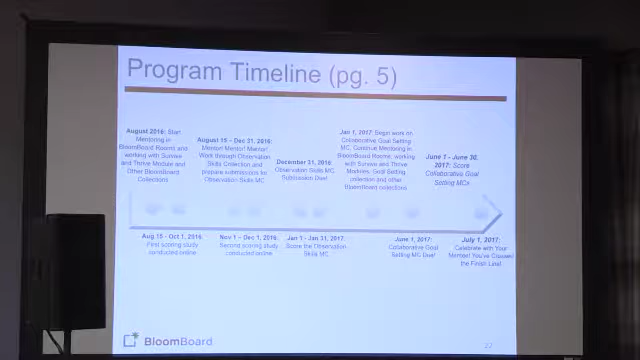 Program Timeline (pg. 5)
August 2016: Start
Mentoring in
BloomBoard Rooms and
working with Survive
and Thrive Module and
Other BloomBoard
Collections
August 15 – Dec 31, 2016:
Mentor! Mentor! Mentor!
Work through Observation
Skills Collection and
prepare submissions for
Observation Skills MC
December 31, 2016:
Observation Skills MC
Submission Due!
Jan 1, 2017: Begin work on
Collaborative Goal Setting
MC, Continue Mentoring in
BloomBoard Rooms, working
with Survive and Thrive
Modules, Goal Setting
collection and other
BloomBoard collections
June 1 - June 30,
2017: Score
Collaborative Goal
Setting MCs
Aug 15 - Oct 1, 2016:
First scoring study
conducted online
Nov 1 – Dec 1, 2016:
Second scoring study
conducted online
Jan 1 - Jan 31, 2017:
Score the Observation
Skills MC
June 1, 2017:
Collaborative Goal
Setting MC Due!
July 1, 2017:
Celebrate with Your
Mentor! You've Crossed
the Finish Line!
BloomBoard
27